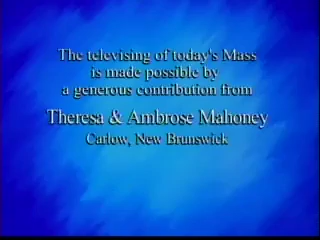 The televising of today's Mass
is made possible by
a generous contribution from
Theresa & Ambrose Mahoney
Carlow, New Brunswick